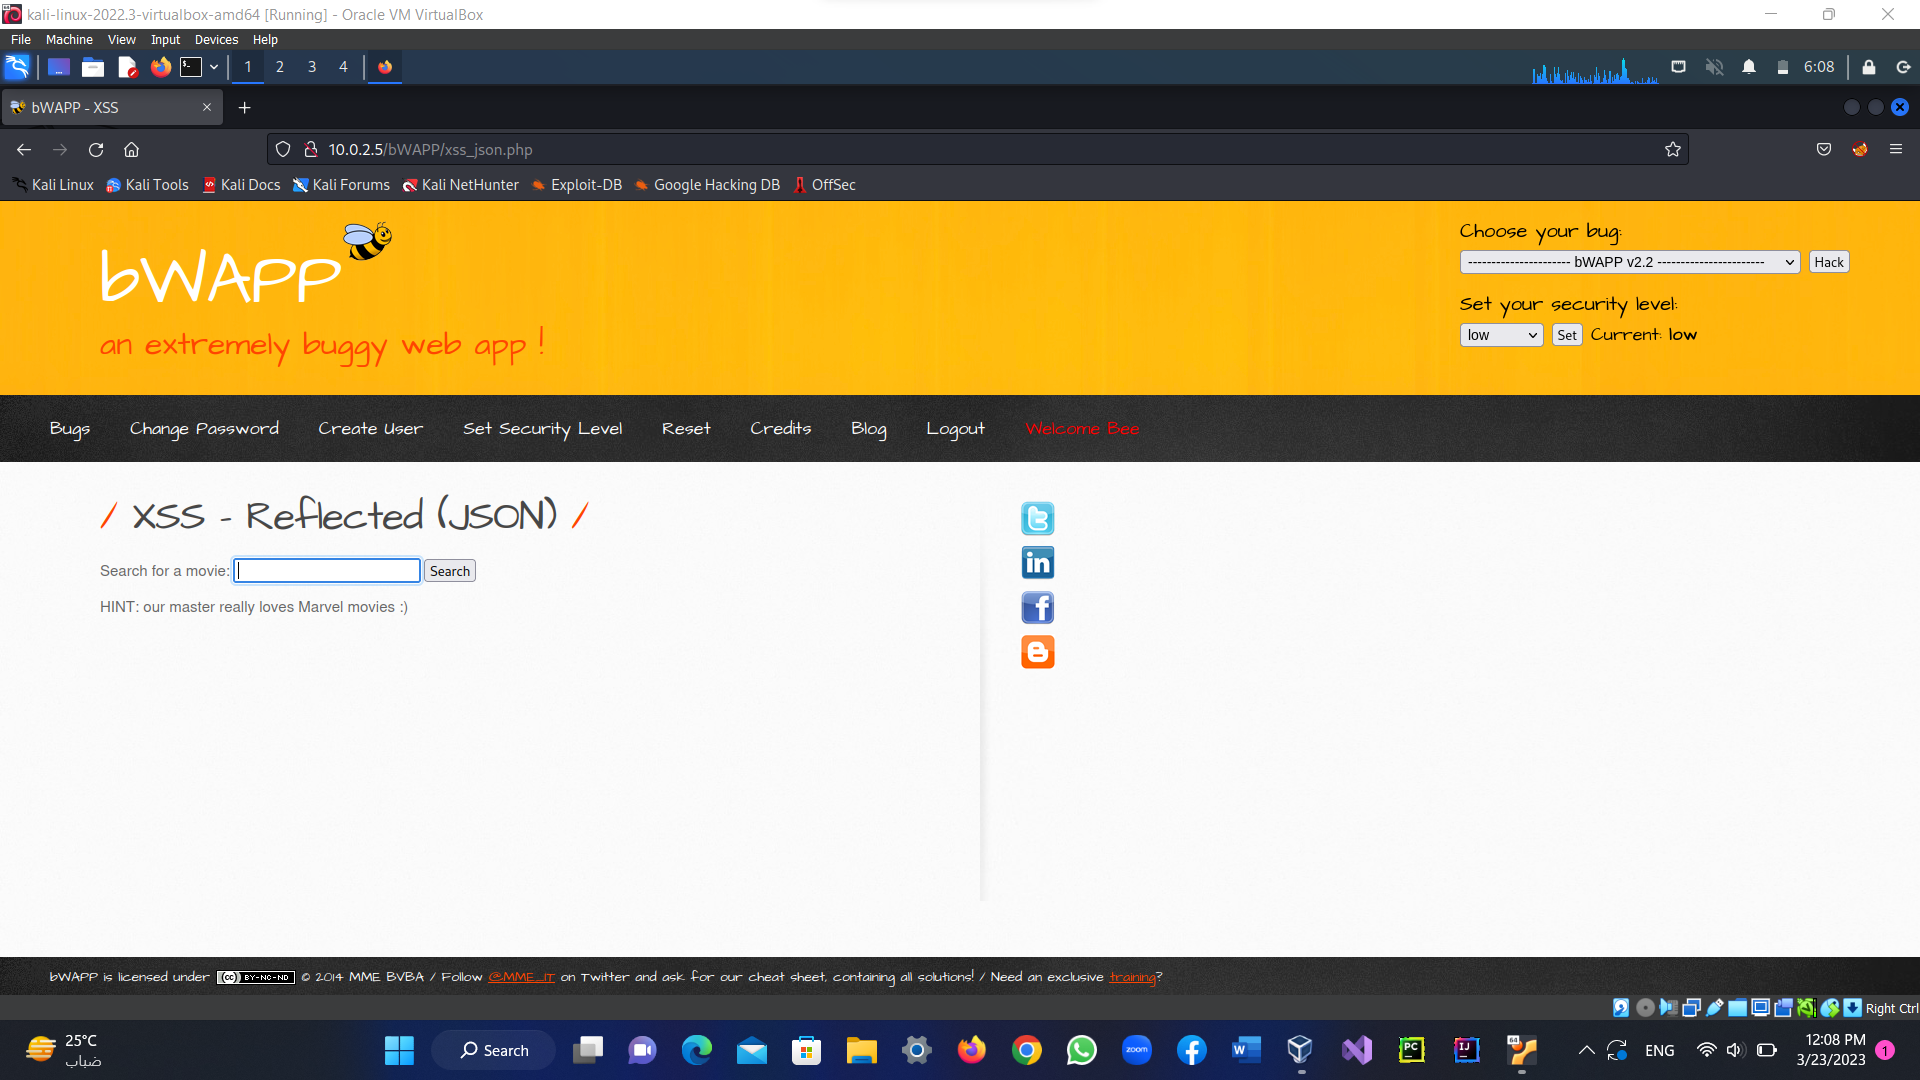 kali-linux-2022.3-virtualbox-amd64 [Running] - Oracle VM VirtualBox
File Machine View Input Devices Help
1 2 3 4
6:08
bWAPP - XSS
10.0.2.5/bWAPP/xss_json.php
Kali Linux Kali Tools Kali Docs Kali Forums Kali NetHunter Exploit-DB Google Hacking DB OffSec
bWAPP
an extremely buggy web app !
Choose your bug:
---------------------- bWAPP v2.2 ----------------------- Hack
Set your security level:
low Set Current: low
Bugs Change Password Create User Set Security Level Reset Credits Blog Logout Welcome Bee
/ XSS - Reflected (JSON) /
Search for a movie: Search
HINT: our master really loves Marvel movies :)
bWAPP is licensed under (cc) BY-NC-ND © 2014 MME BVBA / Follow @MME_IT on Twitter and ask for our cheat sheet, containing all solutions! / Need an exclusive training?
Right Ctrl
25°C
ضباب
Search
zoom
ENG
12:08 PM
3/23/2023
1